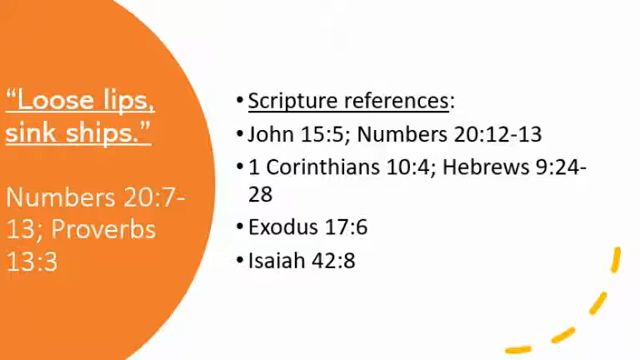 “Loose lips,
sink ships.”
Numbers 20:7-
13; Proverbs
13:3
• Scripture references:
• John 15:5; Numbers 20:12-13
• 1 Corinthians 10:4; Hebrews 9:24-
28
• Exodus 17:6
• Isaiah 42:8